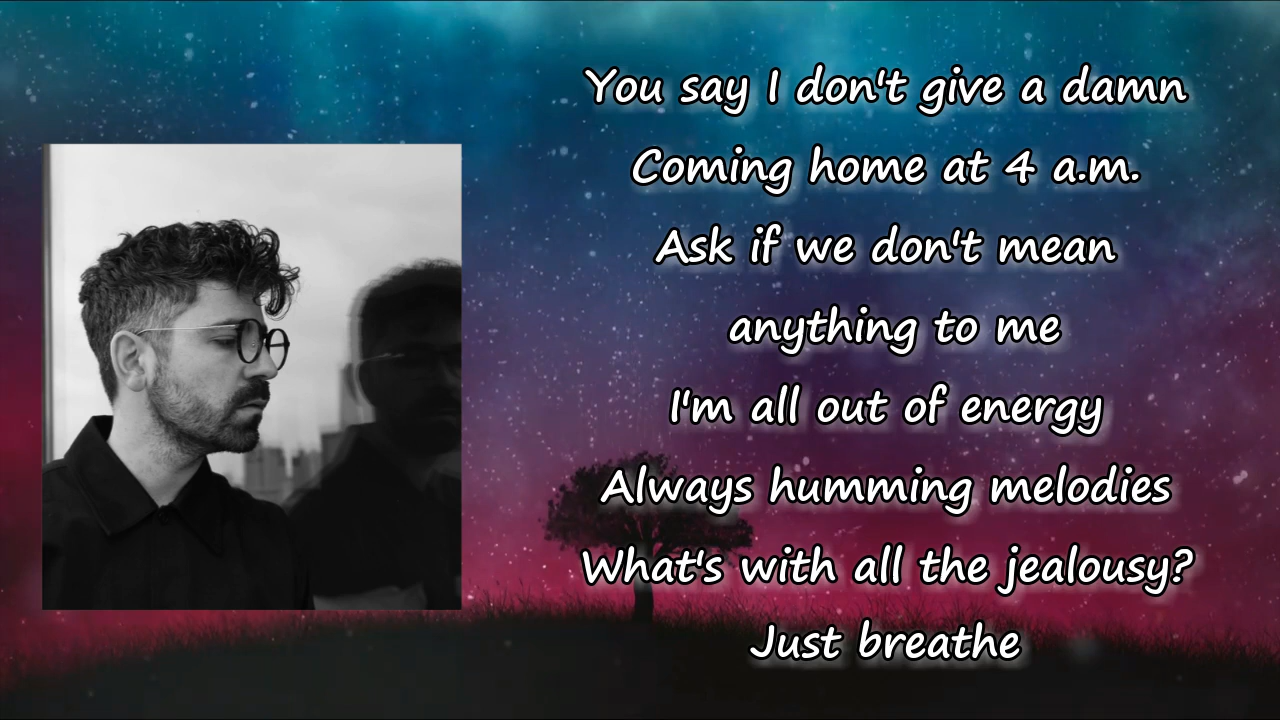 You say I don't give a damn
Coming home at 4 a.m.
Ask if we don't mean
anything to me
I'm all out of energy
Always humming melodies
What's with all the jealousy?
Just breathe